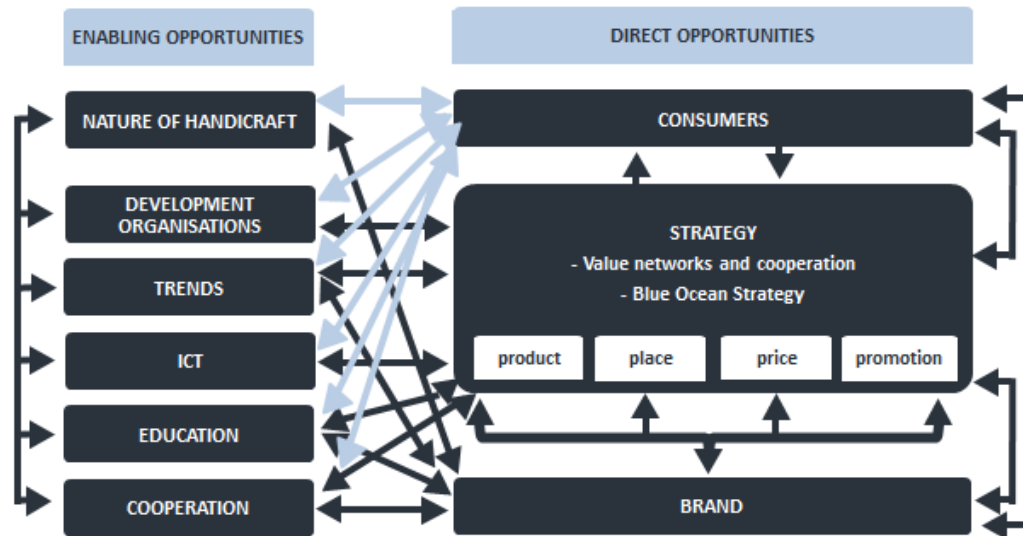 ENABLING OPPORTUNITIES
DIRECT OPPORTUNITIES
NATURE OF HANDICRAFT
DEVELOPMENT
ORGANISATIONS
TRENDS
ICT
EDUCATION
COOPERATION
CONSUMERS
STRATEGY
- Value networks and cooperation
- Blue Ocean Strategy
product
place
price
promotion
BRAND